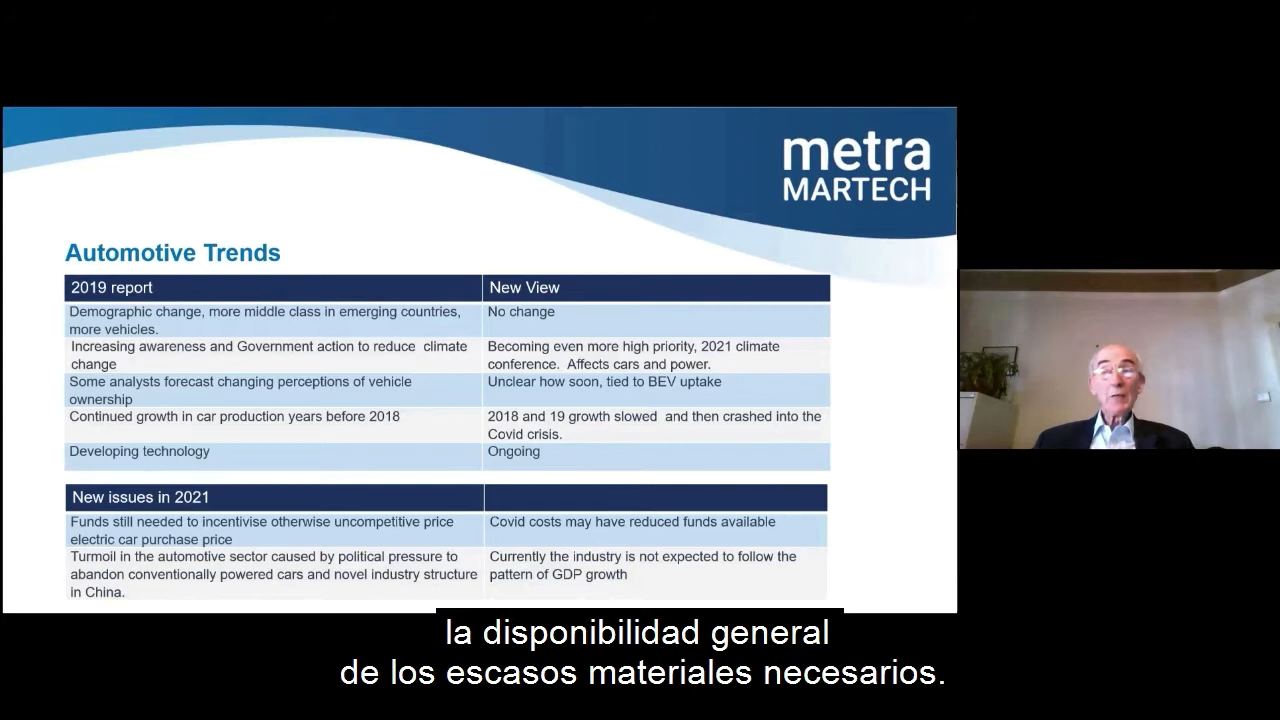 metra
MARTECH
Automotive Trends
2019 report
New View
Demographic change, more middle class in emerging countries,
more vehicles.
No change
Increasing awareness and Government action to reduce climate
change
Becoming even more high priority, 2021 climate
conference. Affects cars and power.
Some analysts forecast changing perceptions of vehicle
ownership
Unclear how soon, tied to BEV uptake
Continued growth in car production years before 2018
2018 and 19 growth slowed and then crashed into the
Covid crisis.
Developing technology
Ongoing
New issues in 2021
Funds still needed to incentivise otherwise uncompetitive price
electric car purchase price
Covid costs may have reduced funds available
Turmoil in the automotive sector caused by political pressure to
abandon conventionally powered cars and novel industry structure
in China.
Currently the industry is not expected to follow the
pattern of GDP growth
la disponibilidad general
de los escasos materiales necesarios.